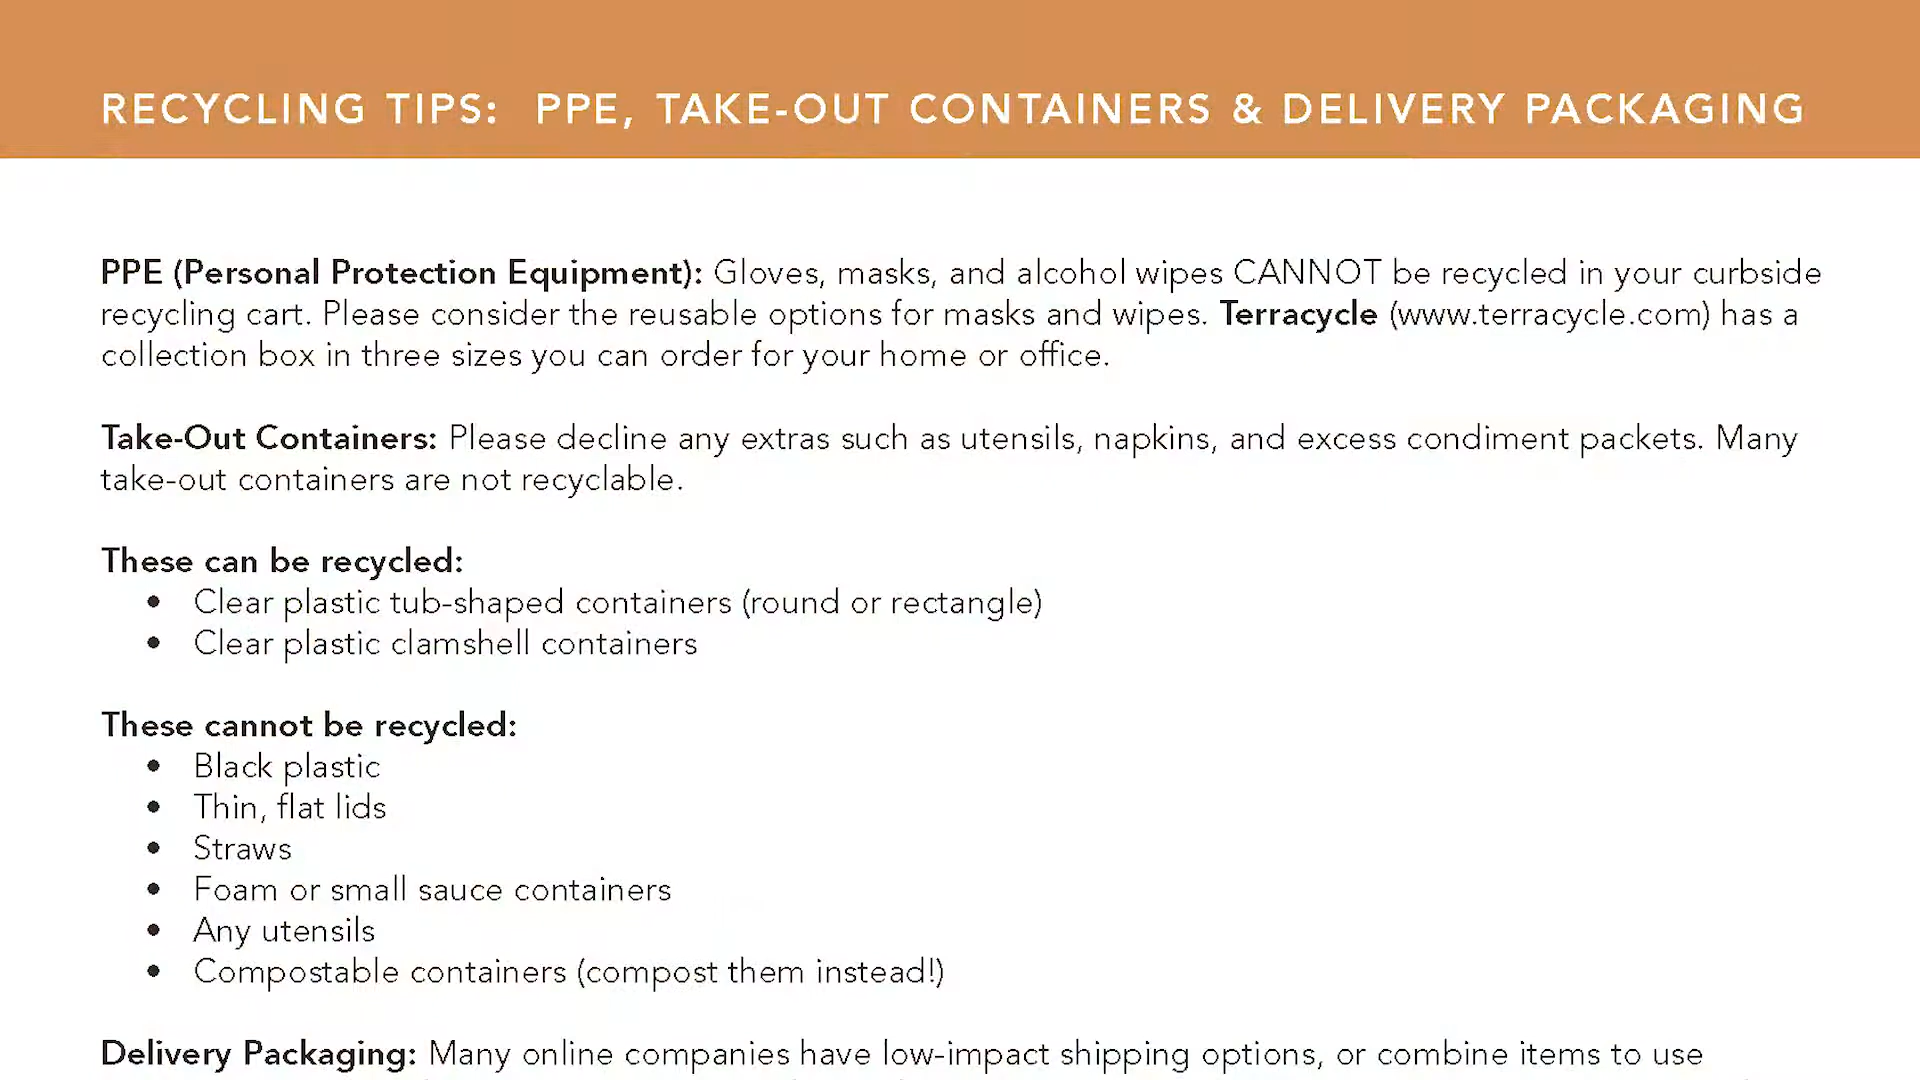 RECYCLING TIPS: PPE, TAKE-OUT CONTAINERS & DELIVERY PACKAGING
PPE (Personal Protection Equipment): Gloves, masks, and alcohol wipes CANNOT be recycled in your curbside
recycling cart. Please consider the reusable options for masks and wipes. Terracycle (www.terracycle.com) has a
collection box in three sizes you can order for your home or office.
Take-Out Containers: Please decline any extras such as utensils, napkins, and excess condiment packets. Many
take-out containers are not recyclable.
These can be recycled:
• Clear plastic tub-shaped containers (round or rectangle)
• Clear plastic clamshell containers
These cannot be recycled:
• Black plastic
• Thin, flat lids
• Straws
• Foam or small sauce containers
• Any utensils
• Compostable containers (compost them instead!)
Delivery Packaging: Many online companies have low-impact shipping options, or combine items to use